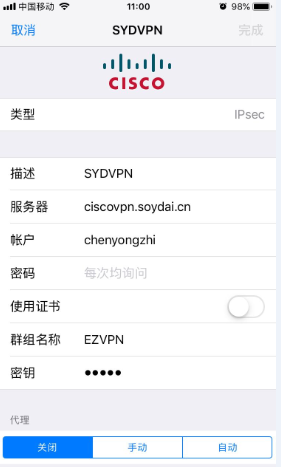 中国移动 11:00 98%
取消 SYDVPN 完成
CISCO
类型 IPsec
描述 SYDVPN
服务器 ciscovpn.soydai.cn
帐户 chenyongzhi
密码 每次均询问
使用证书
群组名称 EZVPN
密钥 ●●●●●
代理
关闭 手动 自动